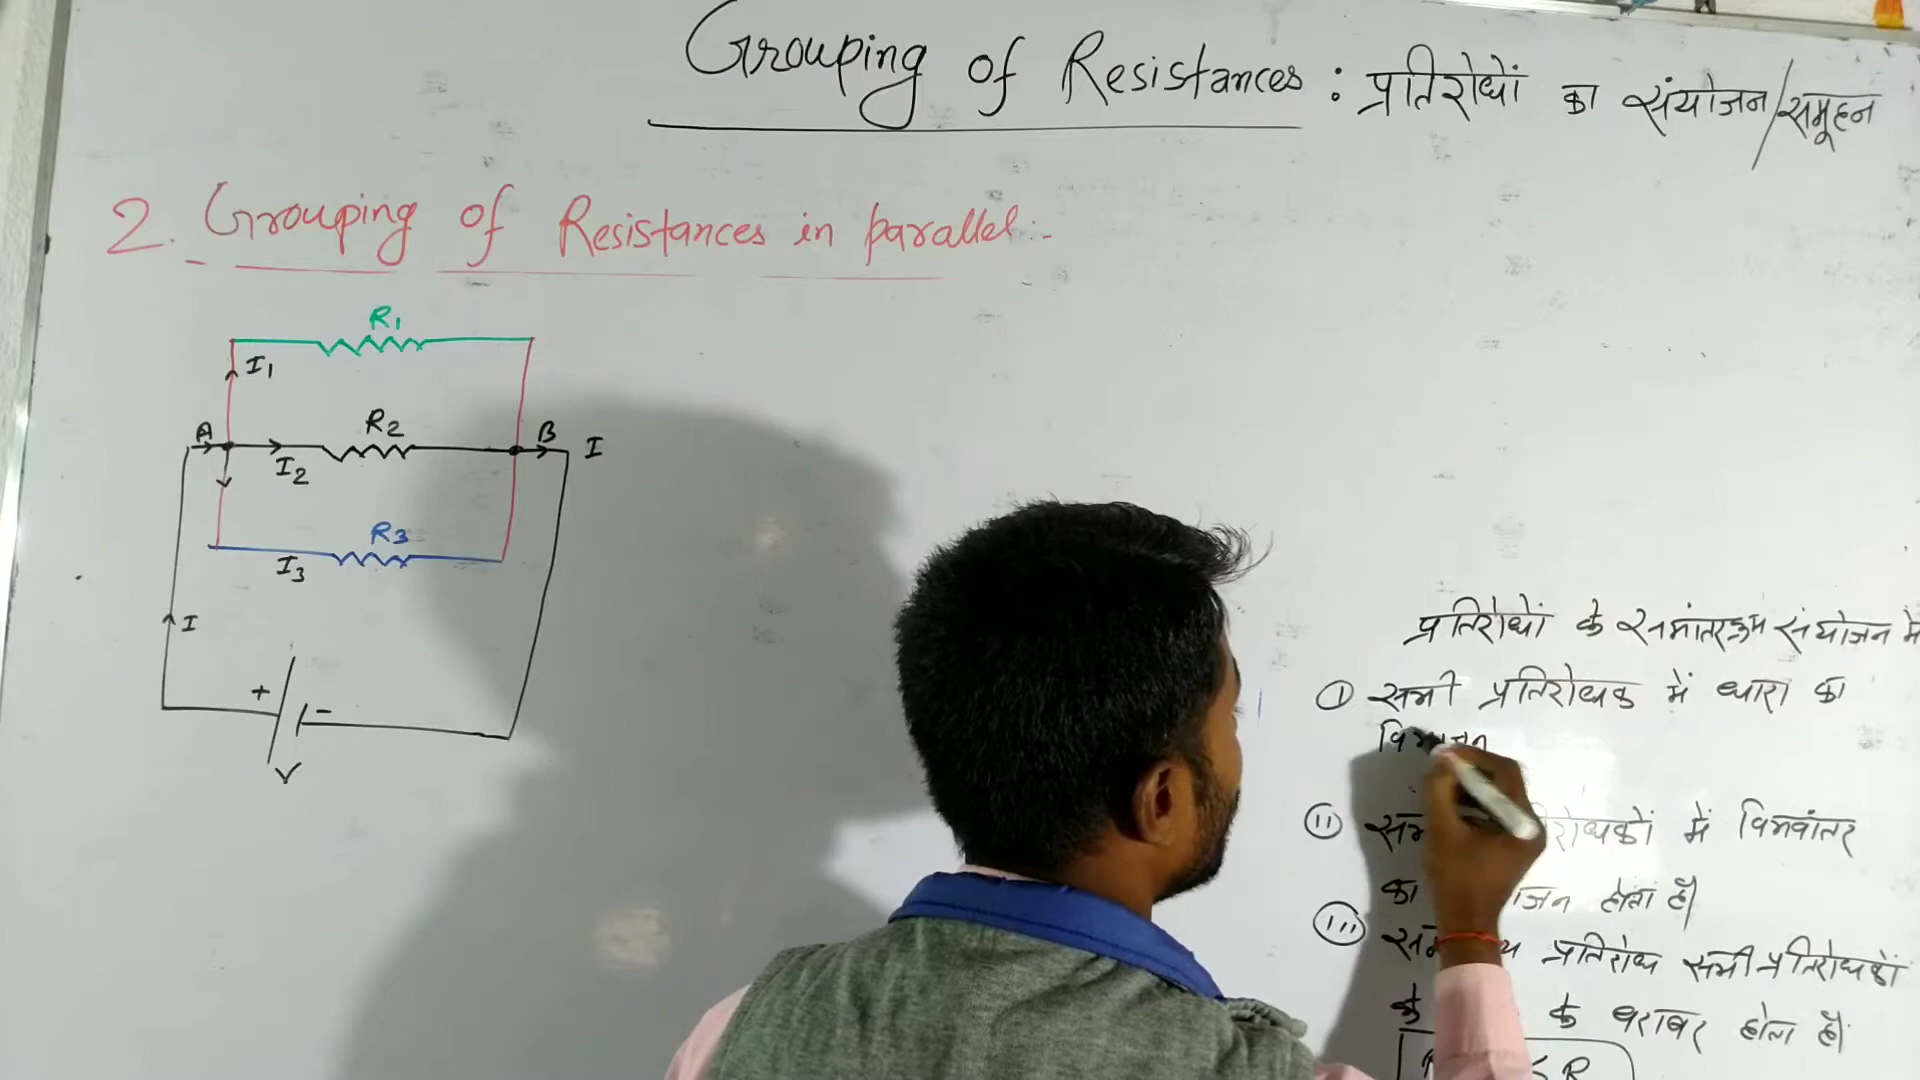 Grouping of Resistances : प्रतिरोधों का संयोजन/समूहन
2. Grouping of Resistances in parallel :-
R1
I1
A
R2
B
I
I2
R3
I3
I
+
-
V
प्रतिरोधों के समांतरक्रम संयोजन में
(i) सभी प्रतिरोधक में धारा का
विभाजन
(ii) में विभवांतर
का होता है।
(iii) प्रतिरोध सभी प्रतिरोधकों
के के बराबर होता है।
R